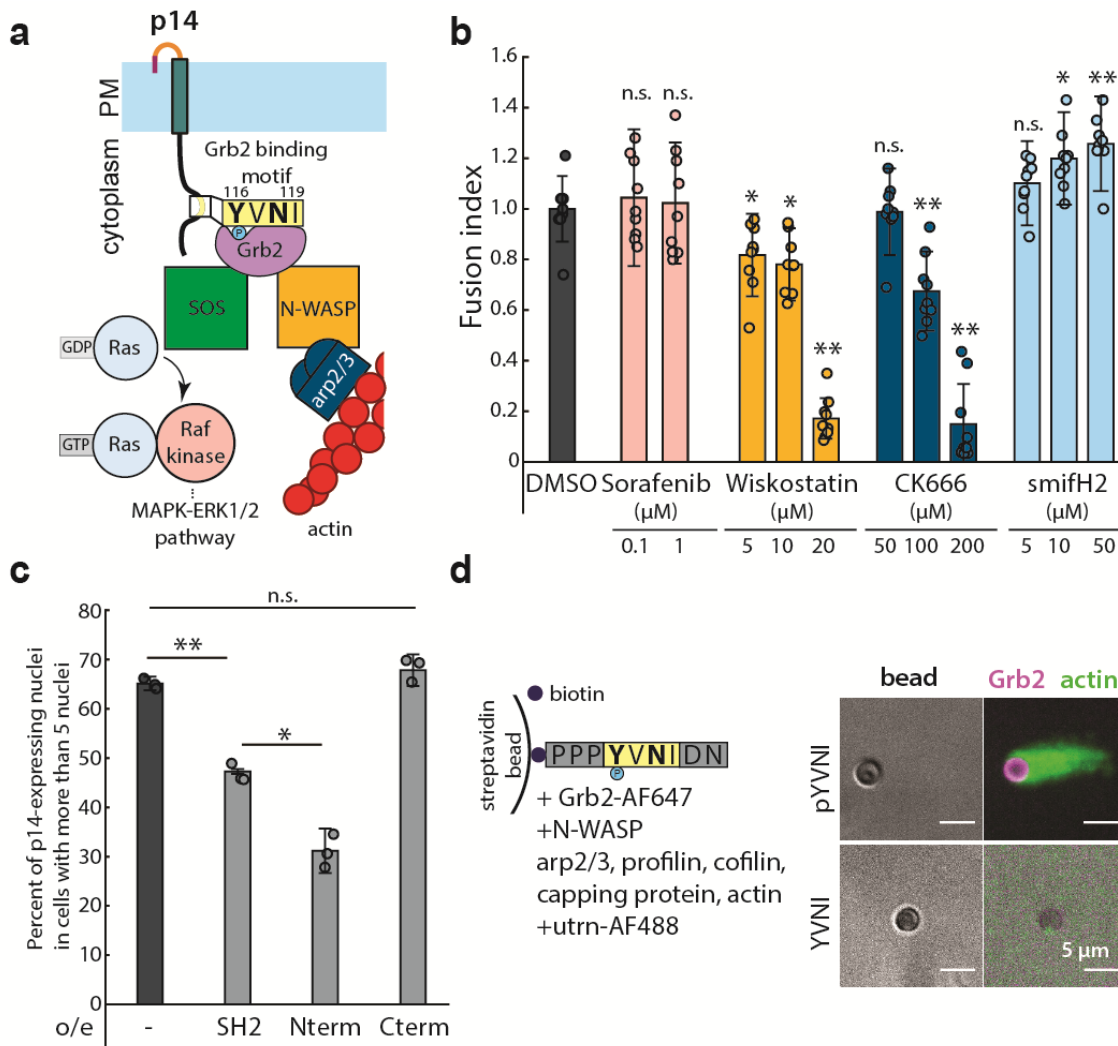 a
p14
PM
cytoplasm
Grb2 binding
motif
116 119
YVNI
P
Grb2
SOS
N-WASP
arp2/3
GDP
Ras
GTP
Ras
Raf
kinase
MAPK-ERK1/2
pathway
actin
b
Fusion index
1.6
1.4
1.2
1.0
0.8
0.6
0.4
0.2
0
n.s. n.s. * * ** n.s. ** ** n.s. * **
DMSO Sorafenib Wiskostatin CK666 smifH2
(µM) (µM) (µM) (µM)
0.1 1 5 10 20 50 100 200 5 10 50
c
Percent of p14-expressing nuclei
in cells with more than 5 nuclei
80
70
60
50
40
30
20
10
0
n.s.
**
*
o/e - SH2 Nterm Cterm
d
streptavidin
bead
biotin
PPPYVNIDN
P
+ Grb2-AF647
+N-WASP
arp2/3, profilin, cofilin,
capping protein, actin
+utrn-AF488
bead Grb2 actin
pYVNI
YVNI
5 µm